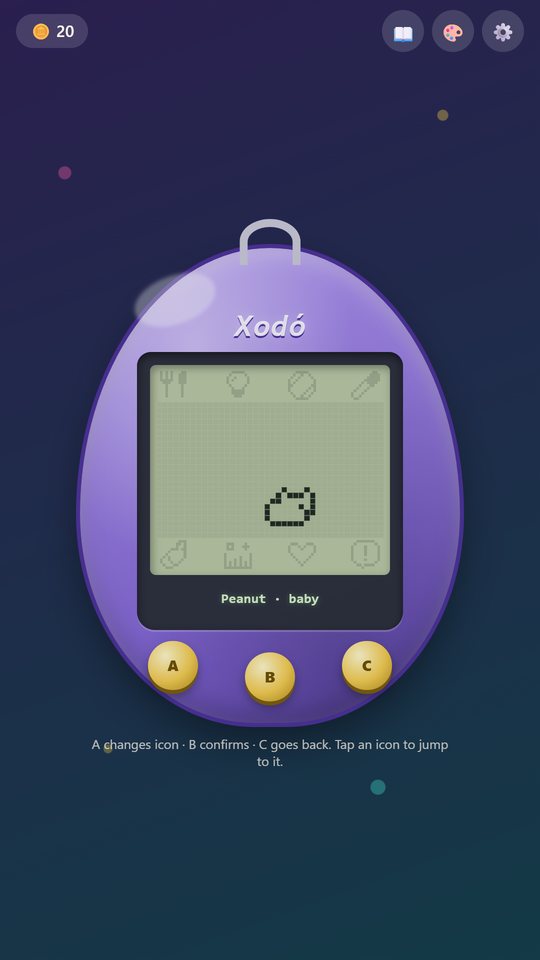 20
Xodó
Peanut · baby
A
B
C
A changes icon · B confirms · C goes back. Tap an icon to jump
to it.